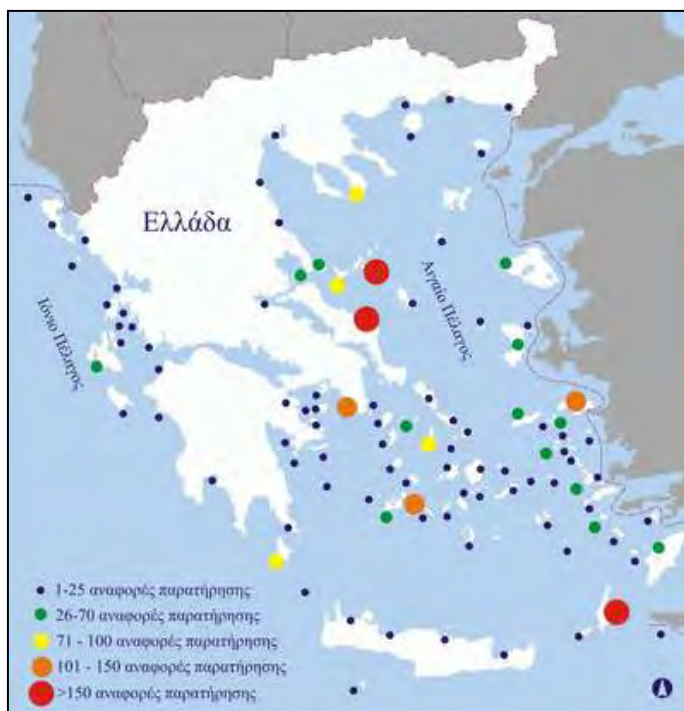 Ελλάδα
Ιόνιο Πέλαγος
Αιγαίο Πέλαγος
1-25 αναφορές παρατήρησης
26-70 αναφορές παρατήρησης
71 - 100 αναφορές παρατήρησης
101 - 150 αναφορές παρατήρησης
>150 αναφορές παρατήρησης